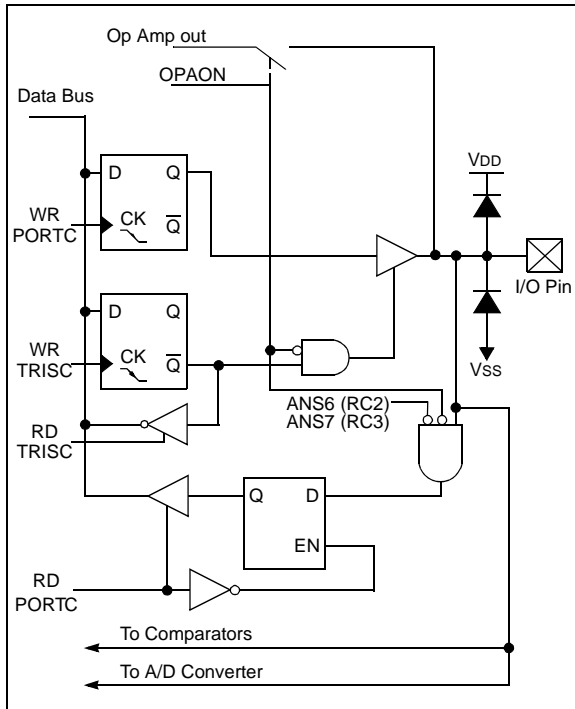 Op Amp out
OPAON
Data Bus
D Q
WR
PORTC
CK
Q
VDD
I/O Pin
D Q
WR
TRISC
CK
Q
VSS
ANS6 (RC2)
ANS7 (RC3)
RD
TRISC
Q D
EN
RD
PORTC
To Comparators
To A/D Converter